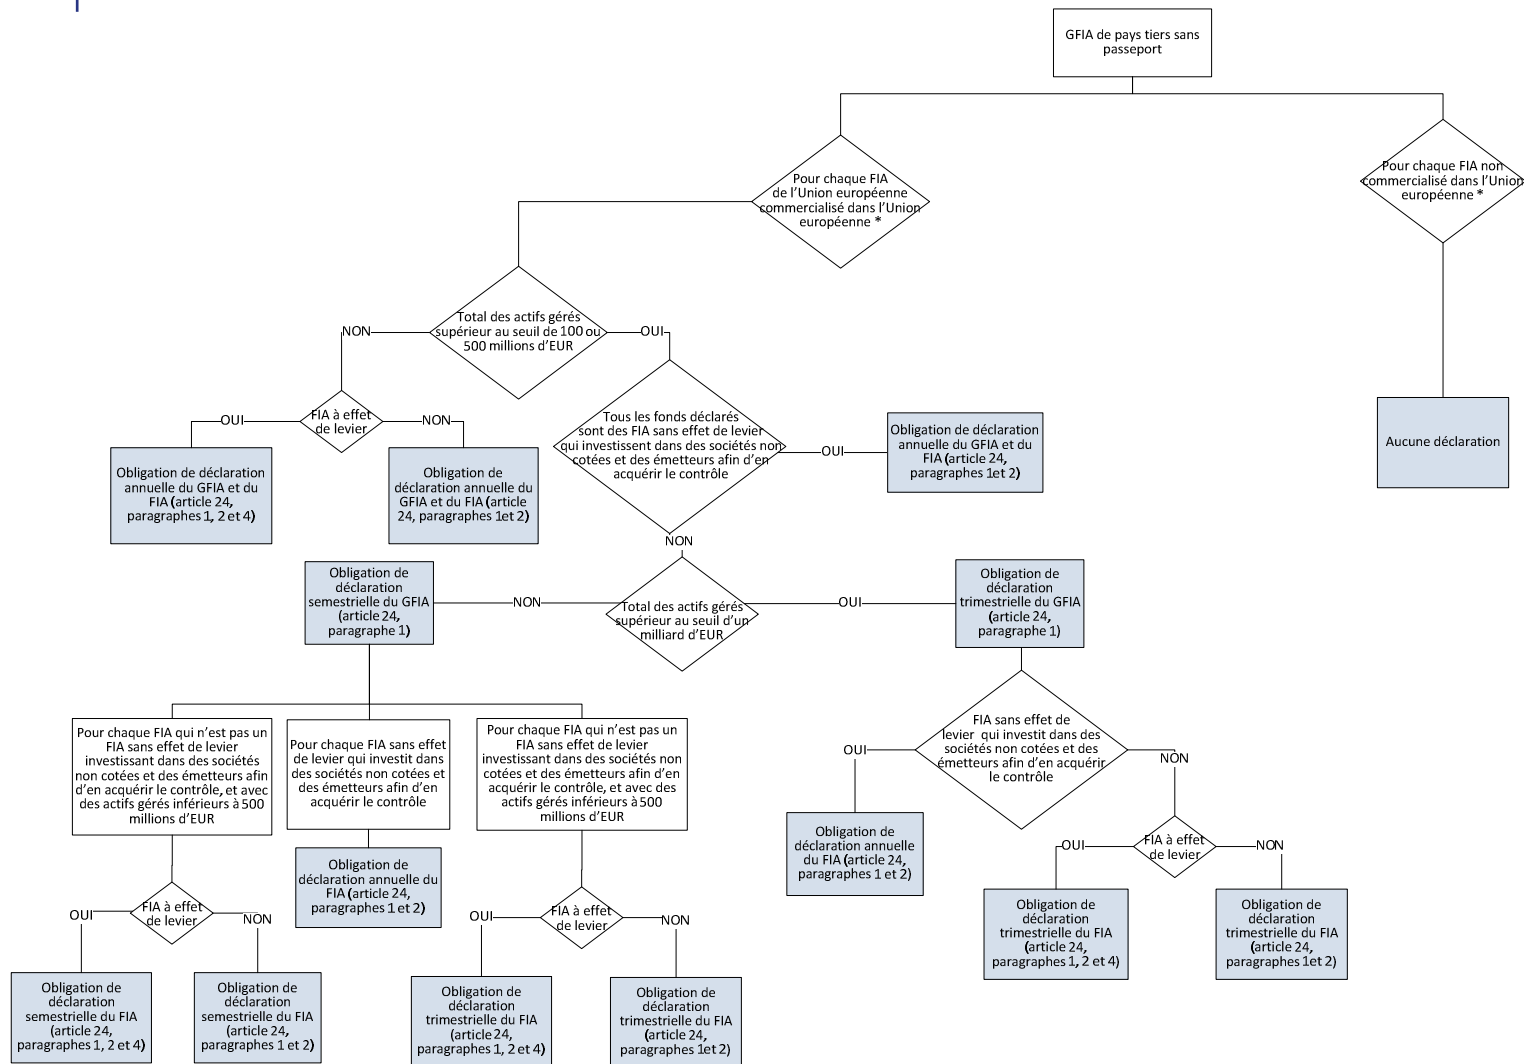 GFIA de pays tiers sans
passeport
Pour chaque FIA
de l'Union européenne
commercialisé dans l'Union
européenne *
Pour chaque FIA non
commercialisé dans l'Union
européenne *
Total des actifs gérés
supérieur au seuil de 100 ou
500 millions d'EUR
NON
OUI
FIA à effet
de levier
OUI
NON
Obligation de déclaration
annuelle du GFIA et du
FIA (article 24,
paragraphes 1, 2 et 4)
Obligation de
déclaration annuelle du
GFIA et du FIA (article
24, paragraphes 1et 2)
Tous les fonds déclarés
sont des FIA sans effet de levier
qui investissent dans des sociétés non
cotées et des émetteurs afin d'en
acquérir le contrôle
OUI
Obligation de déclaration
annuelle du GFIA et du
FIA (article 24,
paragraphes 1et 2)
Aucune déclaration
NON
Obligation de
déclaration
semestrielle du GFIA
(article 24,
paragraphe 1)
NON
Total des actifs gérés
supérieur au seuil d'un
milliard d'EUR
OUI
Obligation de
déclaration
trimestrielle du GFIA
(article 24,
paragraphe 1)
Pour chaque FIA qui n'est pas un
FIA sans effet de levier
investissant dans des sociétés
non cotées et des émetteurs afin
d'en acquérir le contrôle, et avec
des actifs gérés inférieurs à 500
millions d'EUR
Pour chaque FIA sans effet
de levier qui investit dans
des sociétés non cotées et
des émetteurs afin d'en
acquérir le contrôle
Pour chaque FIA qui n'est pas un
FIA sans effet de levier
investissant dans des sociétés non
cotées et des émetteurs afin d'en
acquérir le contrôle, et avec des
actifs gérés inférieurs à 500
millions d'EUR
FIA sans effet de
levier qui investit dans des
sociétés non cotées et des
émetteurs afin d'en acquérir
le contrôle
OUI
NON
Obligation de
déclaration annuelle
du FIA (article 24,
paragraphes 1 et 2)
FIA à effet
de levier
OUI
NON
Obligation de
déclaration annuelle du
FIA (article 24,
paragraphes 1 et 2)
FIA à effet
de levier
OUI
NON
FIA à effet
de levier
OUI
NON
Obligation de
déclaration
trimestrielle du FIA
(article 24,
paragraphes 1, 2 et 4)
Obligation de
déclaration
trimestrielle du FIA
(article 24,
paragraphes 1et 2)
Obligation de
déclaration
semestrielle du FIA
(article 24,
paragraphes 1, 2 et 4)
Obligation de
déclaration
semestrielle du FIA
(article 24,
paragraphes 1 et 2)
Obligation de
déclaration
trimestrielle du FIA
(article 24,
paragraphes 1, 2 et 4)
Obligation de
déclaration
trimestrielle du FIA
(article 24,
paragraphes 1et 2)